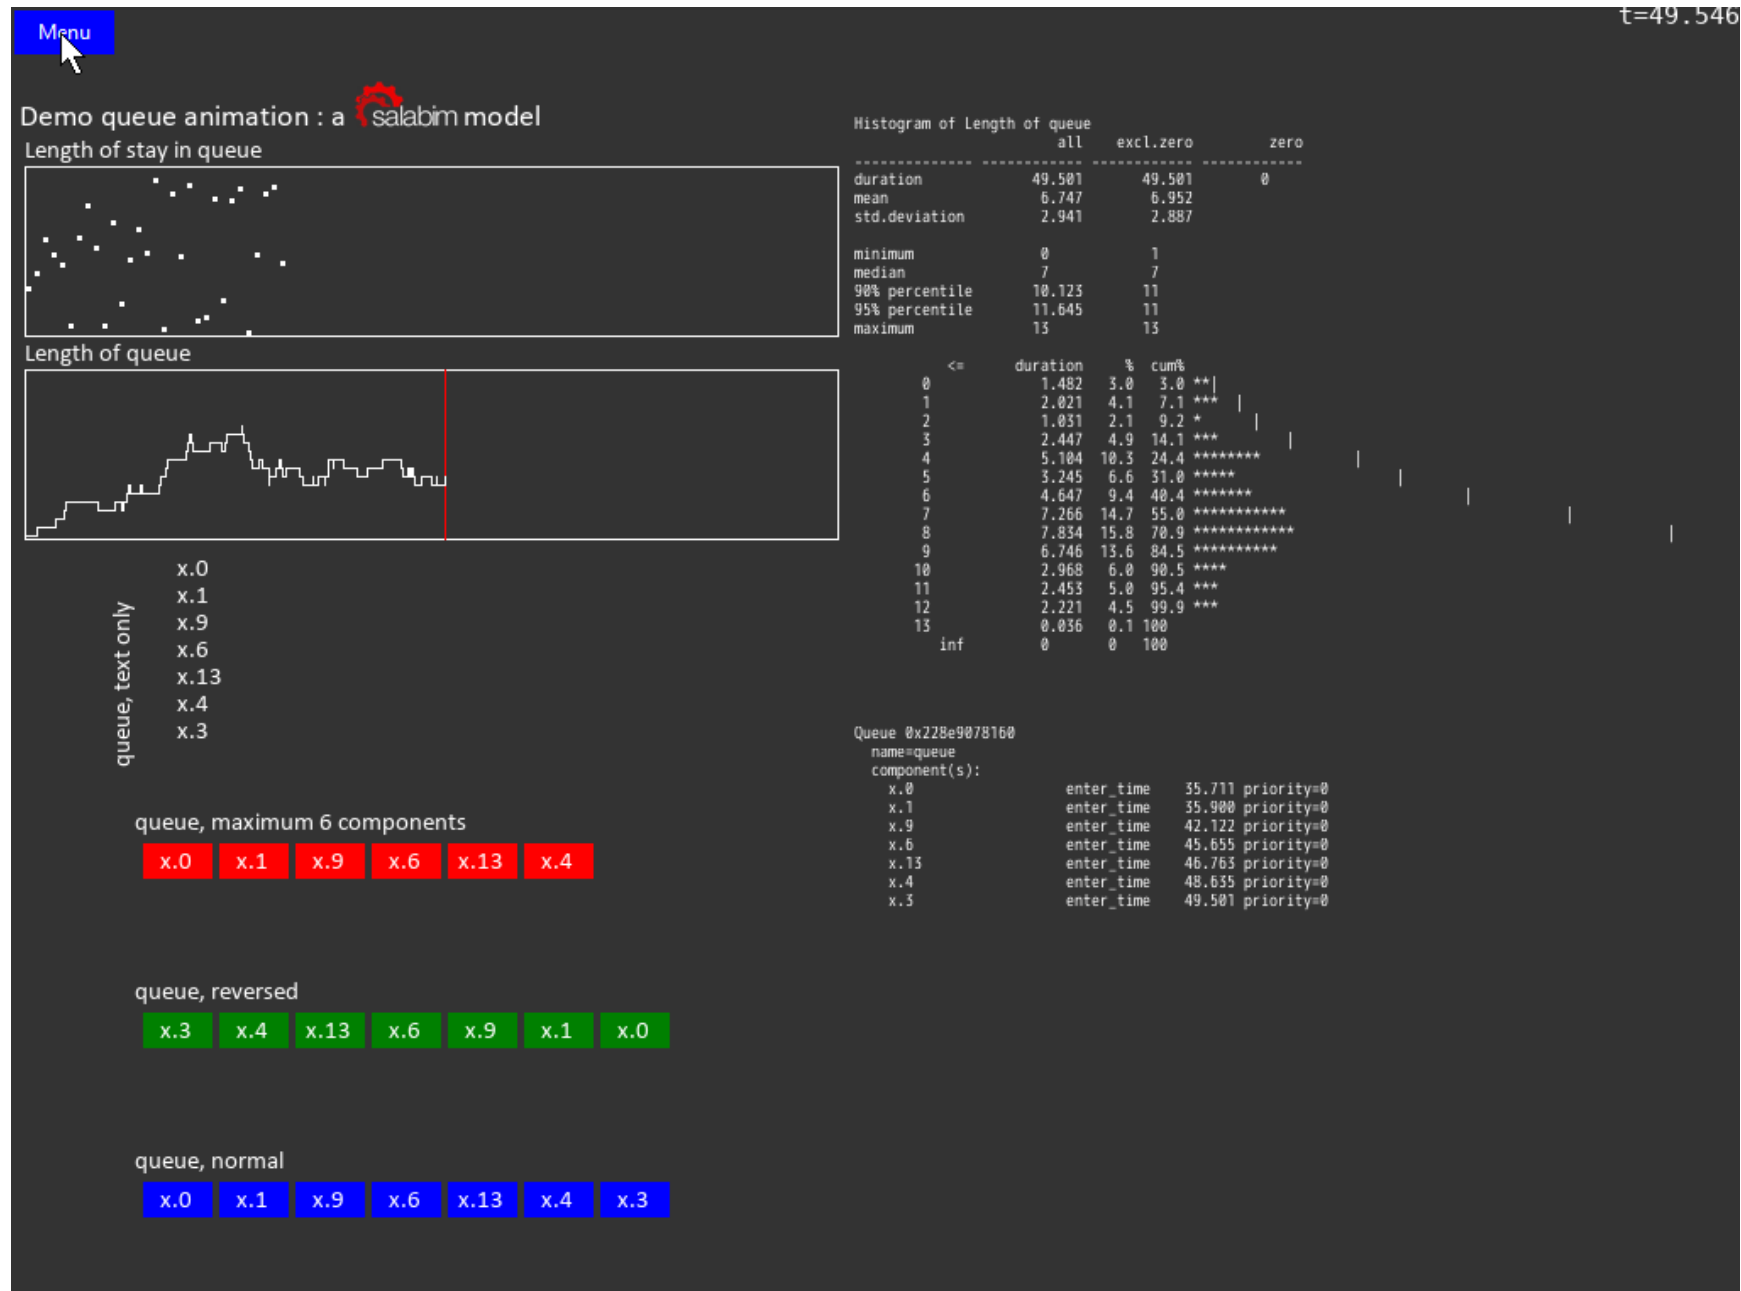 Menu
t=49.546
Demo queue animation : a salabim model
Length of stay in queue
Length of queue
x.0
x.1
x.9
x.6
x.13
x.4
x.3
queue, text only
queue, maximum 6 components
x.0 x.1 x.9 x.6 x.13 x.4
queue, reversed
x.3 x.4 x.13 x.6 x.9 x.1 x.0
queue, normal
x.0 x.1 x.9 x.6 x.13 x.4 x.3
Histogram of Length of queue
all excl.zero zero
-------------- ------------ ------------ ------------
duration 49.501 49.501 0
mean 6.747 6.952
std.deviation 2.941 2.887
minimum 0 1
median 7 7
90% percentile 10.123 11
95% percentile 11.645 11
maximum 13 13
<= duration % cum%
0 1.482 3.0 3.0 **|
1 2.021 4.1 7.1 *** |
2 1.031 2.1 9.2 * |
3 2.447 4.9 14.1 *** |
4 5.104 10.3 24.4 ******** |
5 3.245 6.6 31.0 ***** |
6 4.647 9.4 40.4 ******* |
7 7.266 14.7 55.0 *********** |
8 7.834 15.8 70.9 ************ |
9 6.746 13.6 84.5 **********
10 2.968 6.0 90.5 ****
11 2.453 5.0 95.4 ***
12 2.221 4.5 99.9 ***
13 0.036 0.1 100
inf 0 0 100
Queue 0x228e9078160
name=queue
component(s):
x.0 enter_time 35.711 priority=0
x.1 enter_time 35.900 priority=0
x.9 enter_time 42.122 priority=0
x.6 enter_time 45.655 priority=0
x.13 enter_time 46.763 priority=0
x.4 enter_time 48.635 priority=0
x.3 enter_time 49.501 priority=0